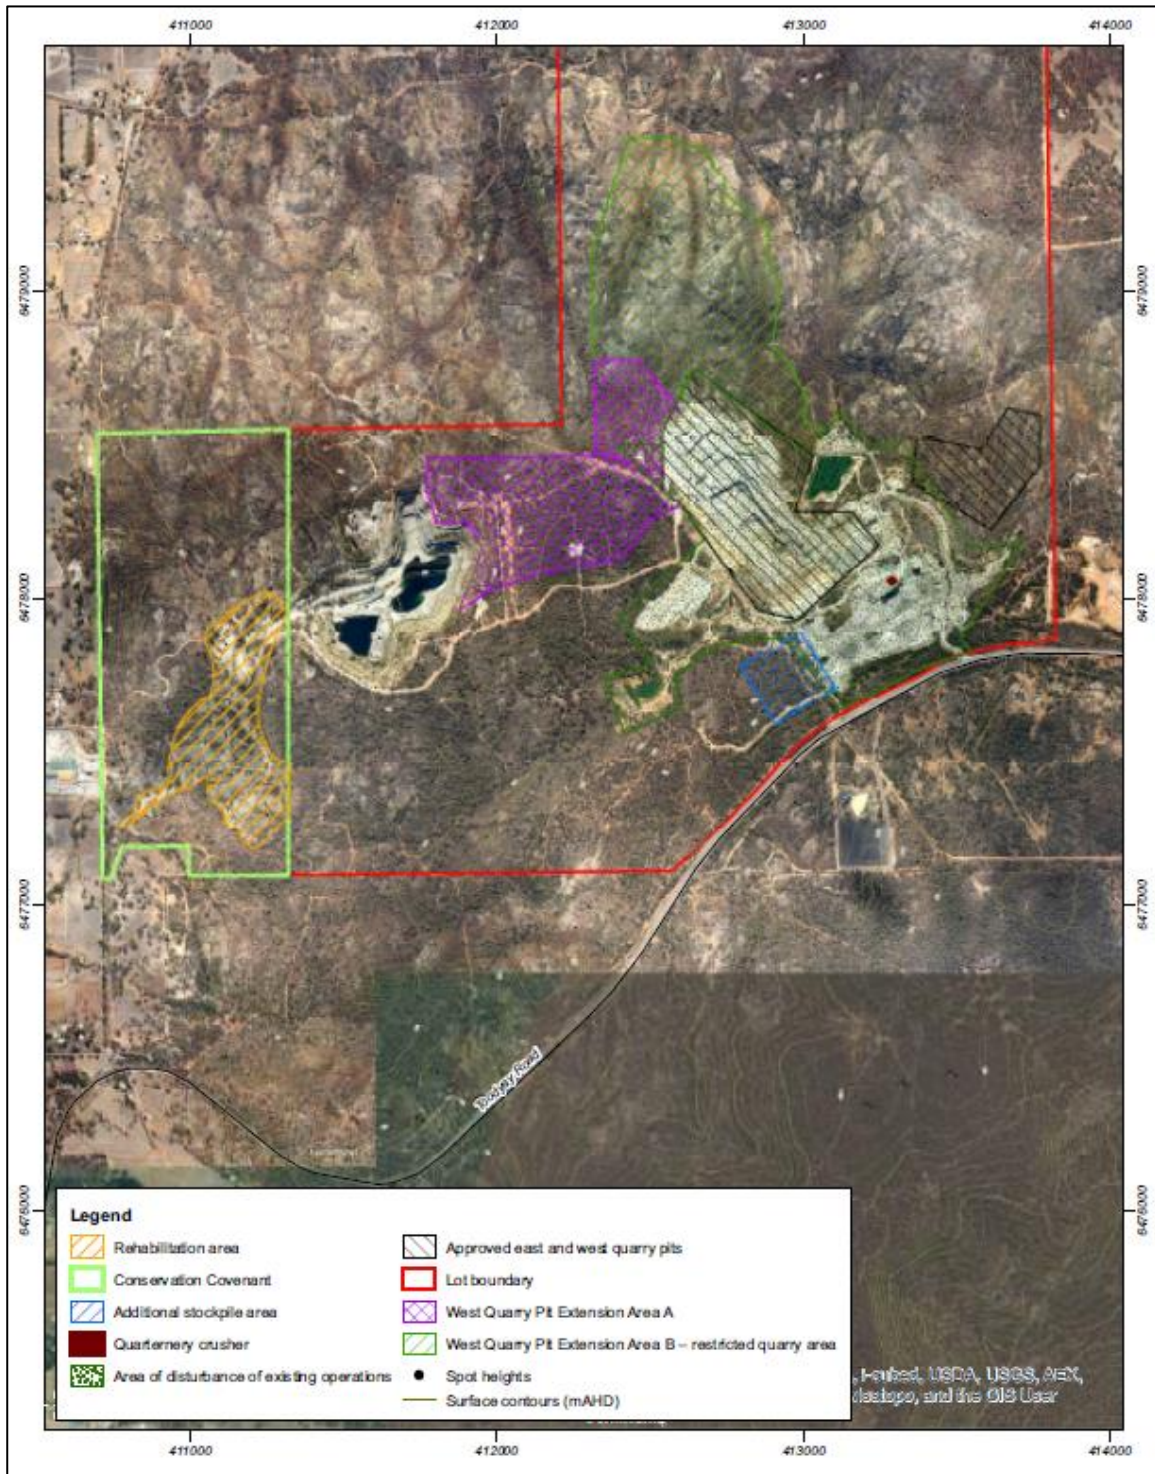 411000 412000 413000 414000
6479000 6479000
6478000 6478000
6477000 6477000
Toodyay Road
6476000 6476000
Legend
Rehabilitation area
Conservation Covenant
Additional stockpile area
Quarternery crusher
Area of disturbance of existing operations
Approved east and west quarry pits
Lot boundary
West Quarry Pit Extension Area A
West Quarry Pit Extension Area B – restricted quarry area
Spot heights
Surface contours (mAHD)
USDA, USGS, AEX,
and the GIS User
411000 412000 413000 414000